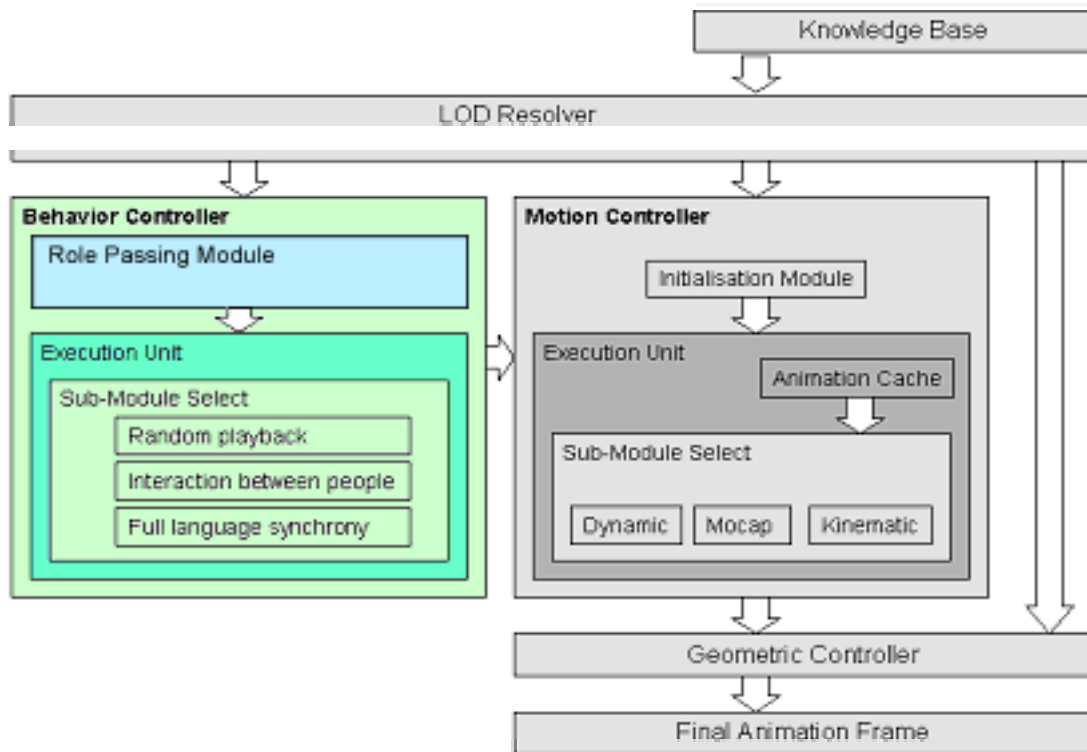 Knowledge Base
LOD Resolver
Behavior Controller
Role Passing Module
Execution Unit
Sub-Module Select
Random playback
Interaction between people
Full language synchrony
Motion Controller
Initialisation Module
Execution Unit
Animation Cache
Sub-Module Select
Dynamic
Mocap
Kinematic
Geometric Controller
Final Animation Frame